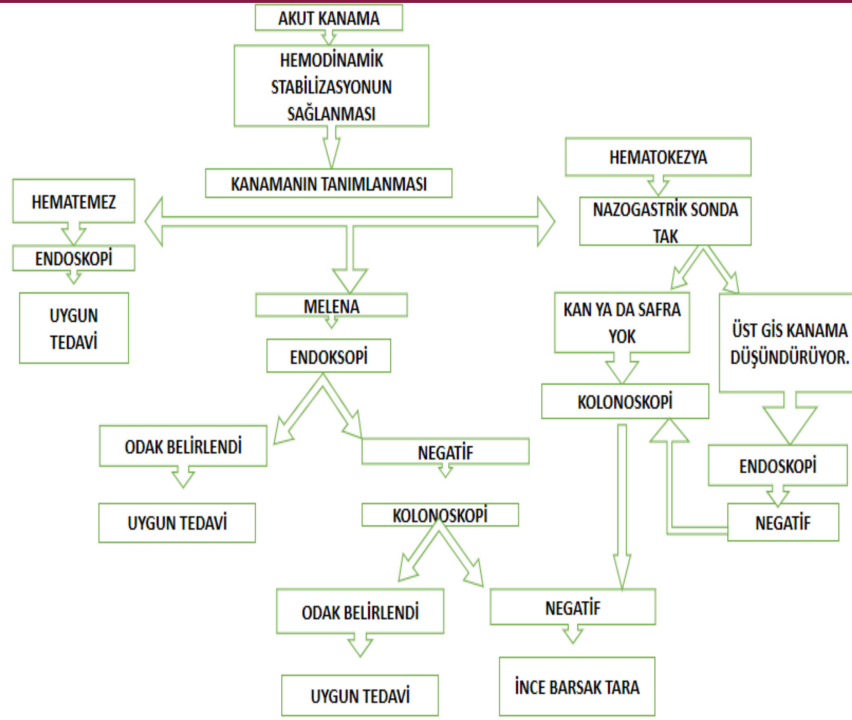 AKUT KANAMA
HEMODİNAMİK
STABİLİZASYONUN
SAĞLANMASI
KANAMANIN TANIMLANMASI
HEMATEMEZ
ENDOSKOPİ
UYGUN
TEDAVİ
MELENA
ENDOKSOPİ
ODAK BELİRLENDİ
UYGUN TEDAVİ
NEGATİF
KOLONOSKOPİ
ODAK BELİRLENDİ
UYGUN TEDAVİ
NEGATİF
İNCE BARSAK TARA
HEMATOKEZYA
NAZOGASTRİK SONDA
TAK
KAN YA DA SAFRA
YOK
KOLONOSKOPİ
ÜST GİS KANAMA
DÜŞÜNDÜRÜYOR.
ENDOSKOPİ
NEGATİF